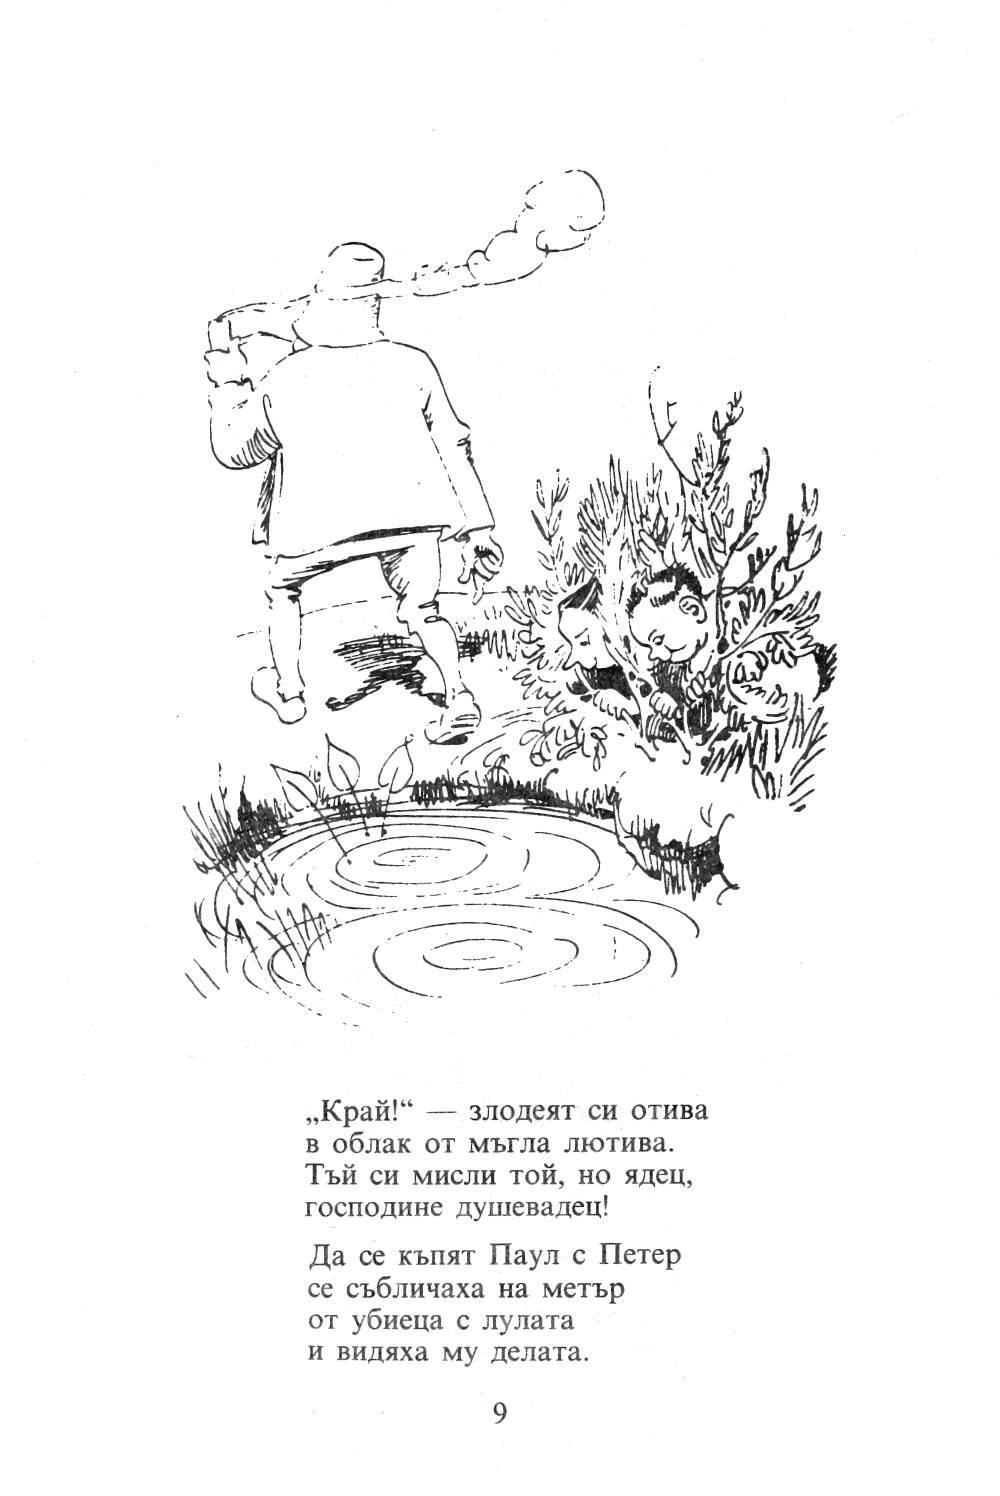 „Край!“ — злодеят си отива
в облак от мъгла лютива.
Тъй си мисли той, но ядец,
господине душевадец!
Да се къпят Паул с Петер
се събличаха на метър
от убиеца с лулата
и видяха му делата.
9